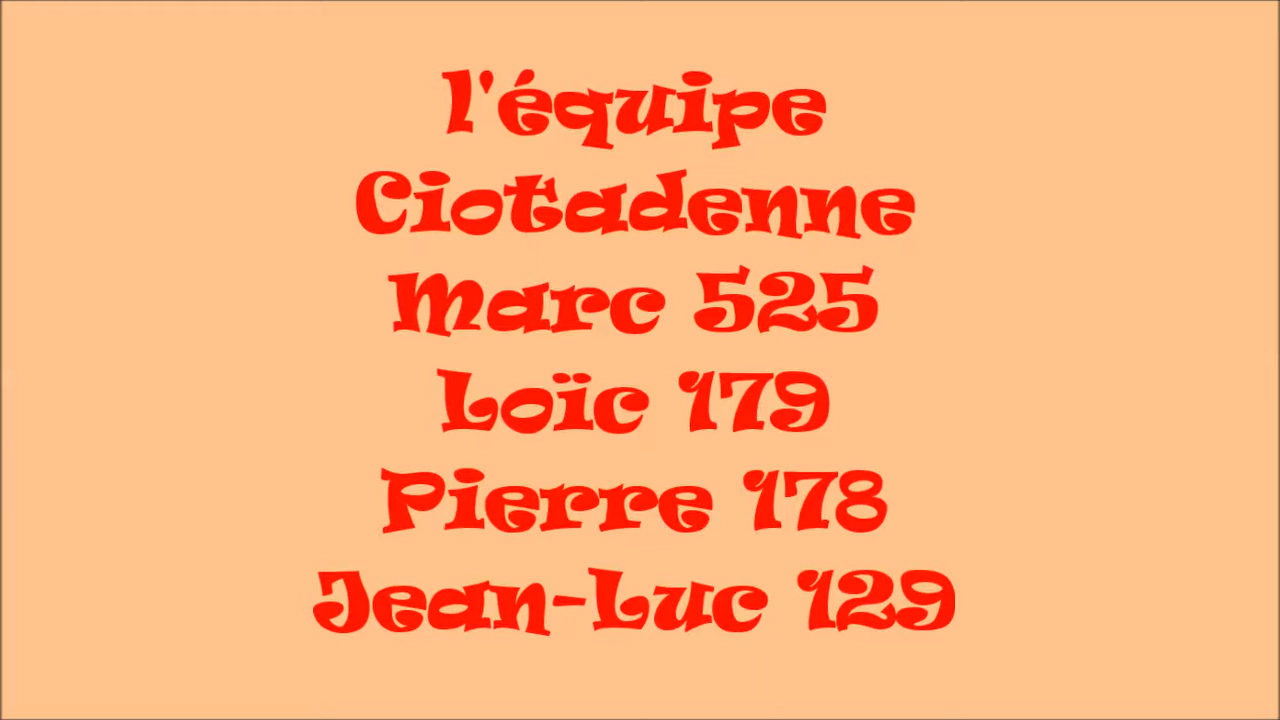 l'équipe
Ciotadenne
Marc 525
Loïc 179
Pierre 178
Jean-Luc 129